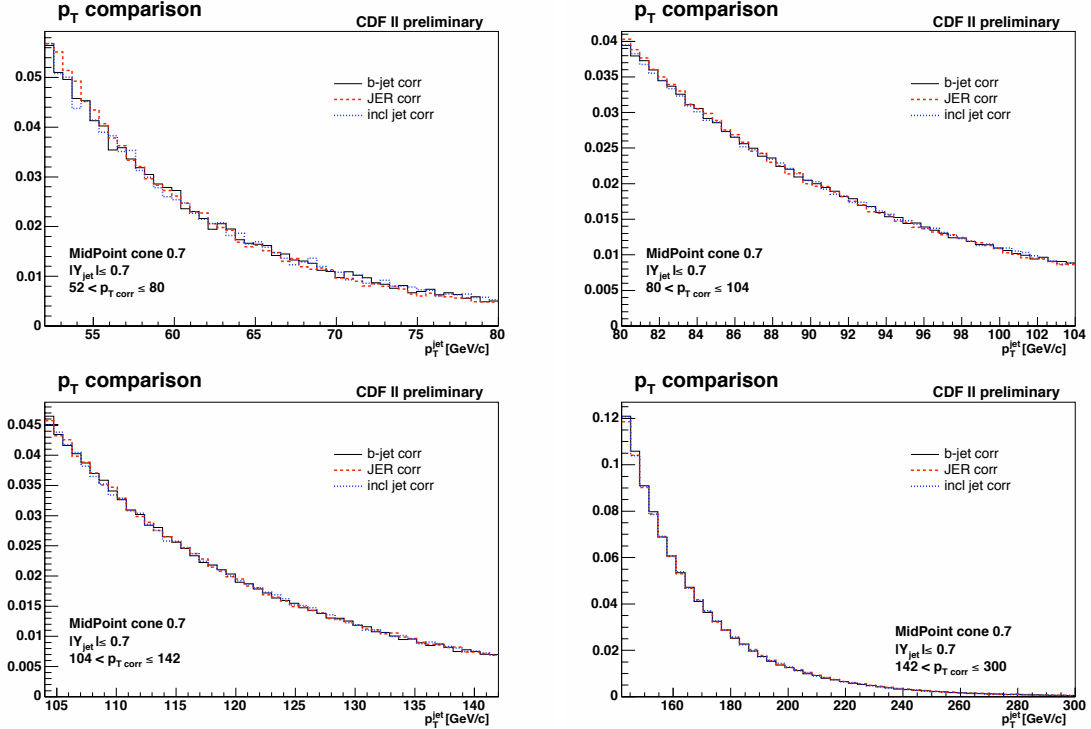 p_T comparison
CDF II preliminary
b-jet corr
JER corr
incl jet corr
MidPoint cone 0.7
|Y_jet|≤ 0.7
52 < p_T corr ≤ 80
0.05
0.04
0.03
0.02
0.01
0
55 60 65 70 75 80
p_T^jet [GeV/c]
p_T comparison
CDF II preliminary
b-jet corr
JER corr
incl jet corr
MidPoint cone 0.7
|Y_jet|≤ 0.7
80 < p_T corr ≤ 104
0.04
0.035
0.03
0.025
0.02
0.015
0.01
0.005
0
80 82 84 86 88 90 92 94 96 98 100 102 104
p_T^jet [GeV/c]
p_T comparison
CDF II preliminary
b-jet corr
JER corr
incl jet corr
MidPoint cone 0.7
|Y_jet|≤ 0.7
104 < p_T corr ≤ 142
0.045
0.04
0.035
0.03
0.025
0.02
0.015
0.01
0.005
0
105 110 115 120 125 130 135 140
p_T^jet [GeV/c]
p_T comparison
CDF II preliminary
b-jet corr
JER corr
incl jet corr
MidPoint cone 0.7
|Y_jet|≤ 0.7
142 < p_T corr ≤ 300
0.12
0.1
0.08
0.06
0.04
0.02
0
160 180 200 220 240 260 280 300
p_T^jet [GeV/c]